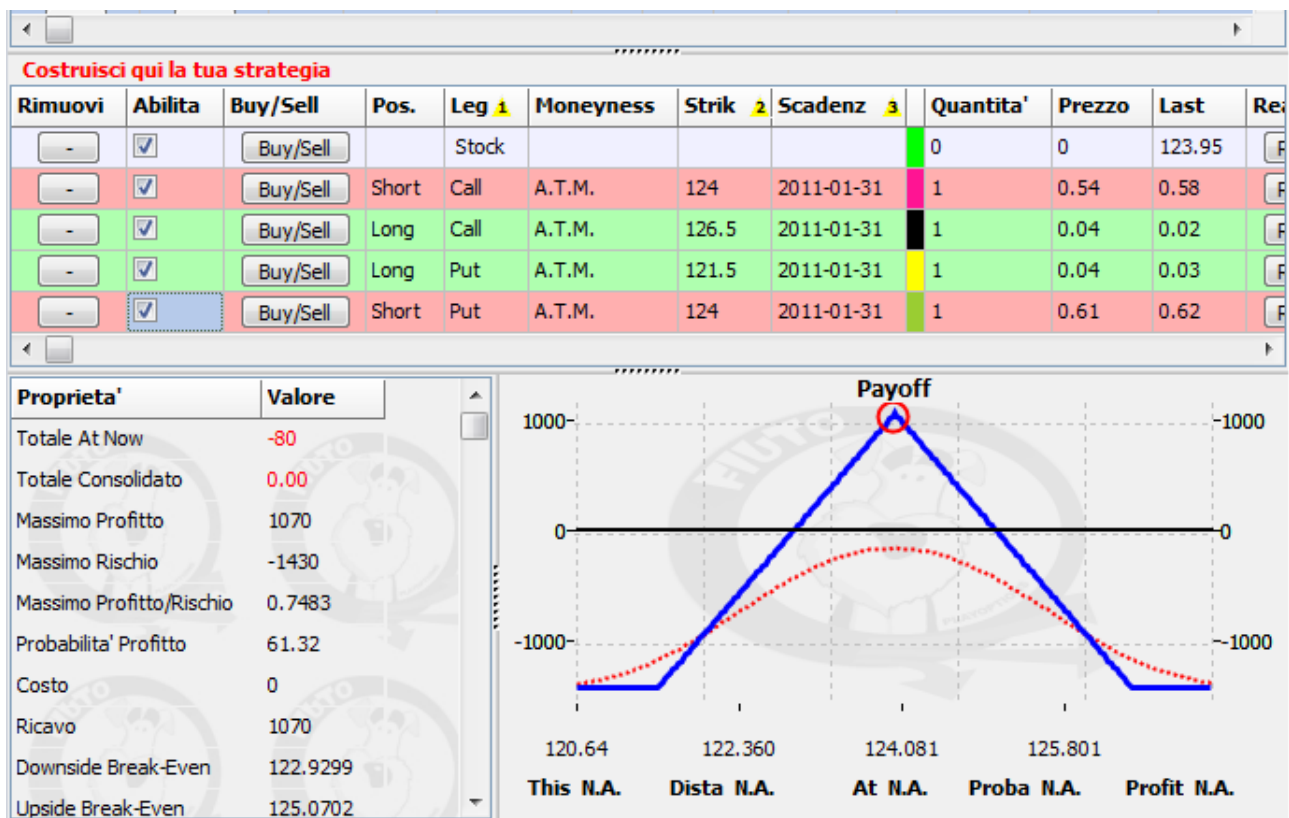 Costruisci qui la tua strategia
Rimuovi Abilita Buy/Sell Pos. Leg 1 Moneyness Strik 2 Scadenz 3 Quantita' Prezzo Last Rea
- Buy/Sell Stock 0 0 123.95
- Buy/Sell Short Call A.T.M. 124 2011-01-31 1 0.54 0.58
- Buy/Sell Long Call A.T.M. 126.5 2011-01-31 1 0.04 0.02
- Buy/Sell Long Put A.T.M. 121.5 2011-01-31 1 0.04 0.03
- Buy/Sell Short Put A.T.M. 124 2011-01-31 1 0.61 0.62
Proprieta' Valore
Totale At Now -80
Totale Consolidato 0.00
Massimo Profitto 1070
Massimo Rischio -1430
Massimo Profitto/Rischio 0.7483
Probabilita' Profitto 61.32
Costo 0
Ricavo 1070
Downside Break-Even 122.9299
Upside Break-Even 125.0702
Payoff
1000 1000
0 0
-1000 -1000
120.64 122.360 124.081 125.801
This N.A. Dista N.A. At N.A. Proba N.A. Profit N.A.
FIUTO